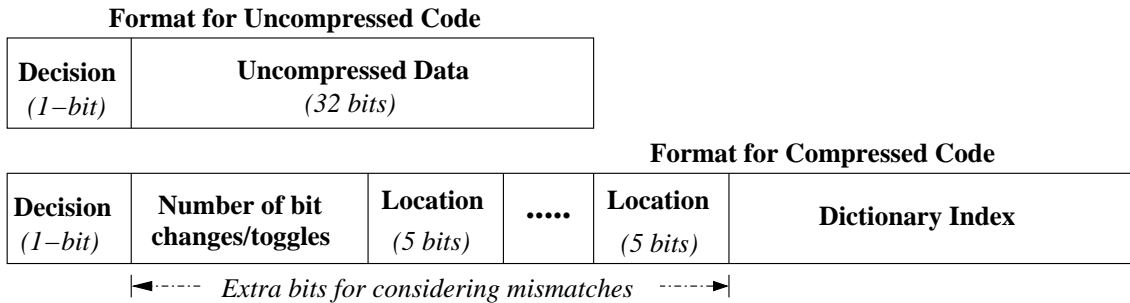 Format for Uncompressed Code
Decision
(1−bit)
Uncompressed Data
(32 bits)
Format for Compressed Code
Decision
(1−bit)
Number of bit
changes/toggles
Location
(5 bits)
.....
Location
(5 bits)
Dictionary Index
Extra bits for considering mismatches